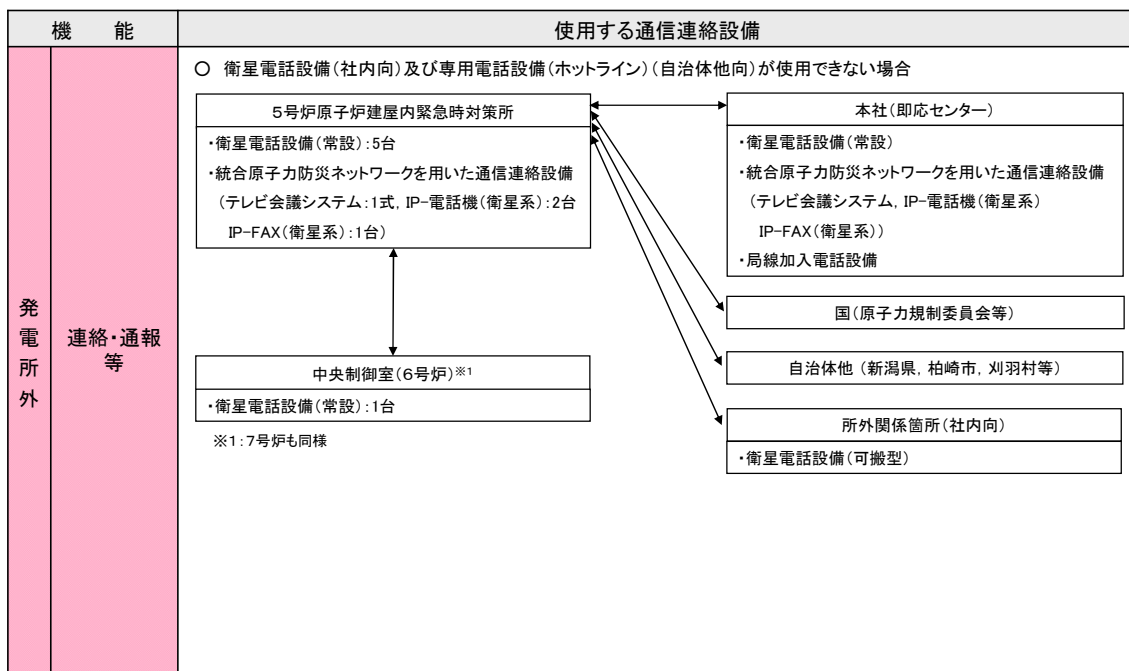 機 能
使用する通信連絡設備
発電所外
連絡・通報
等
○ 衛星電話設備(社内向)及び専用電話設備(ホットライン)(自治体他向)が使用できない場合
5号炉原子炉建屋内緊急時対策所
・衛星電話設備(常設):5台
・統合原子力防災ネットワークを用いた通信連絡設備
(テレビ会議システム:1式, IP-電話機(衛星系):2台
IP-FAX(衛星系):1台)
中央制御室(6号炉)※1
・衛星電話設備(常設):1台
※1:7号炉も同様
本社(即応センター)
・衛星電話設備(常設)
・統合原子力防災ネットワークを用いた通信連絡設備
(テレビ会議システム, IP-電話機(衛星系)
IP-FAX(衛星系))
・局線加入電話設備
国(原子力規制委員会等)
自治体他 (新潟県, 柏崎市, 刈羽村等)
所外関係箇所(社内向)
・衛星電話設備(可搬型)